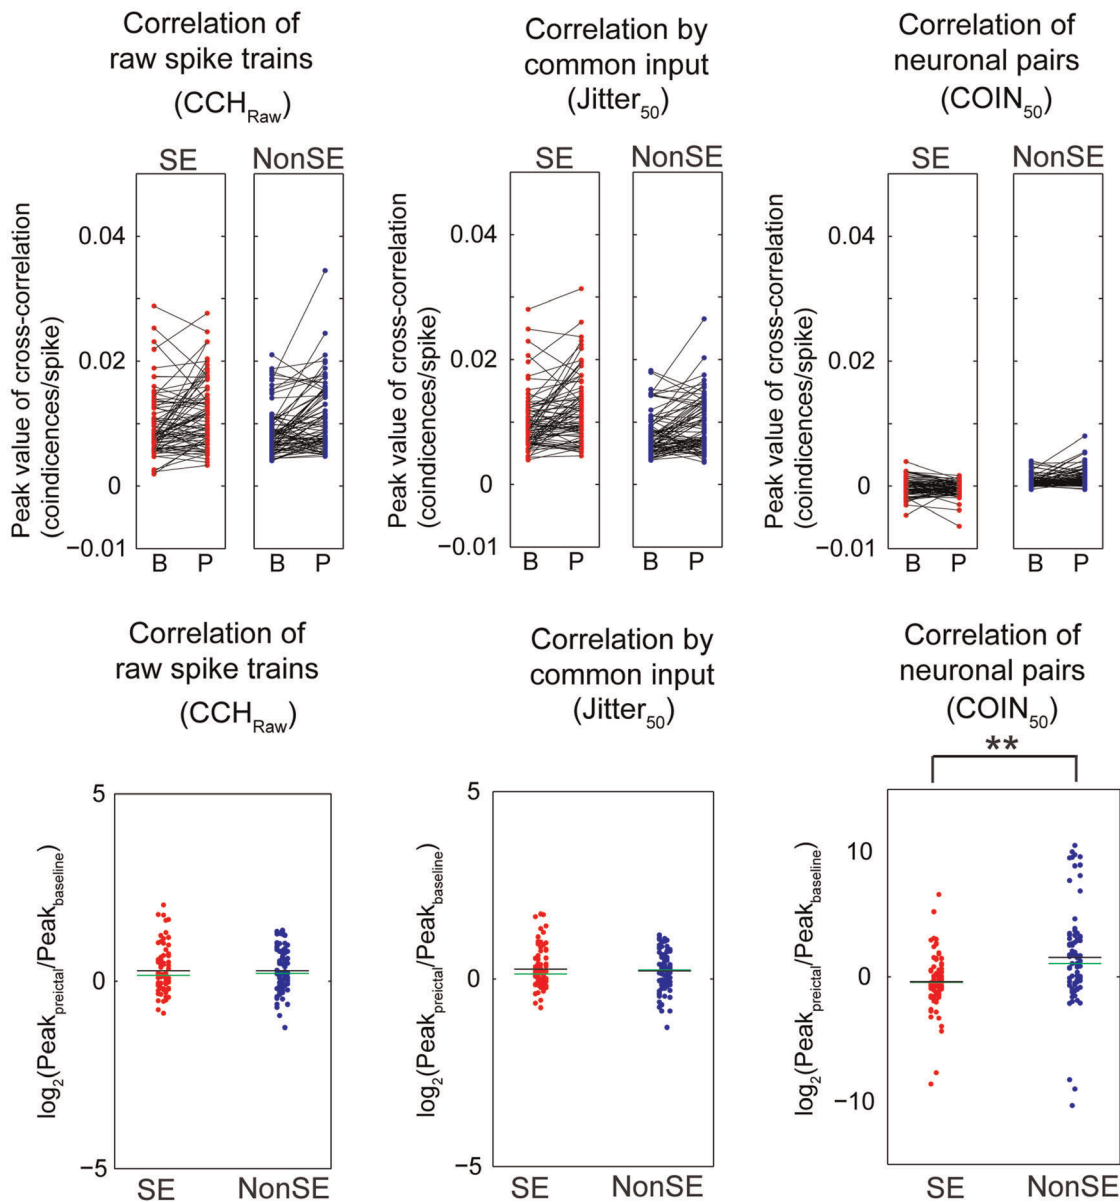 Correlation of
raw spike trains
(CCH_Raw)
Correlation by
common input
(Jitter_50)
Correlation of
neuronal pairs
(COIN_50)
SE
NonSE
SE
NonSE
SE
NonSE
Peak value of cross-correlation
(coindicences/spike)
0.04
0.02
0
−0.01
B
P
B
P
Peak value of cross-correlation
(coindicences/spike)
0.04
0.02
0
−0.01
B
P
B
P
Peak value of cross-correlation
(coindicences/spike)
0.04
0.02
0
−0.01
B
P
B
P
Correlation of
raw spike trains
(CCH_Raw)
Correlation by
common input
(Jitter_50)
Correlation of
neuronal pairs
(COIN_50)
**
log_2(Peak_preictal/Peak_baseline)
5
0
−5
SE
NonSE
log_2(Peak_preictal/Peak_baseline)
5
0
−5
SE
NonSE
log_2(Peak_preictal/Peak_baseline)
10
0
−10
SE
NonSE